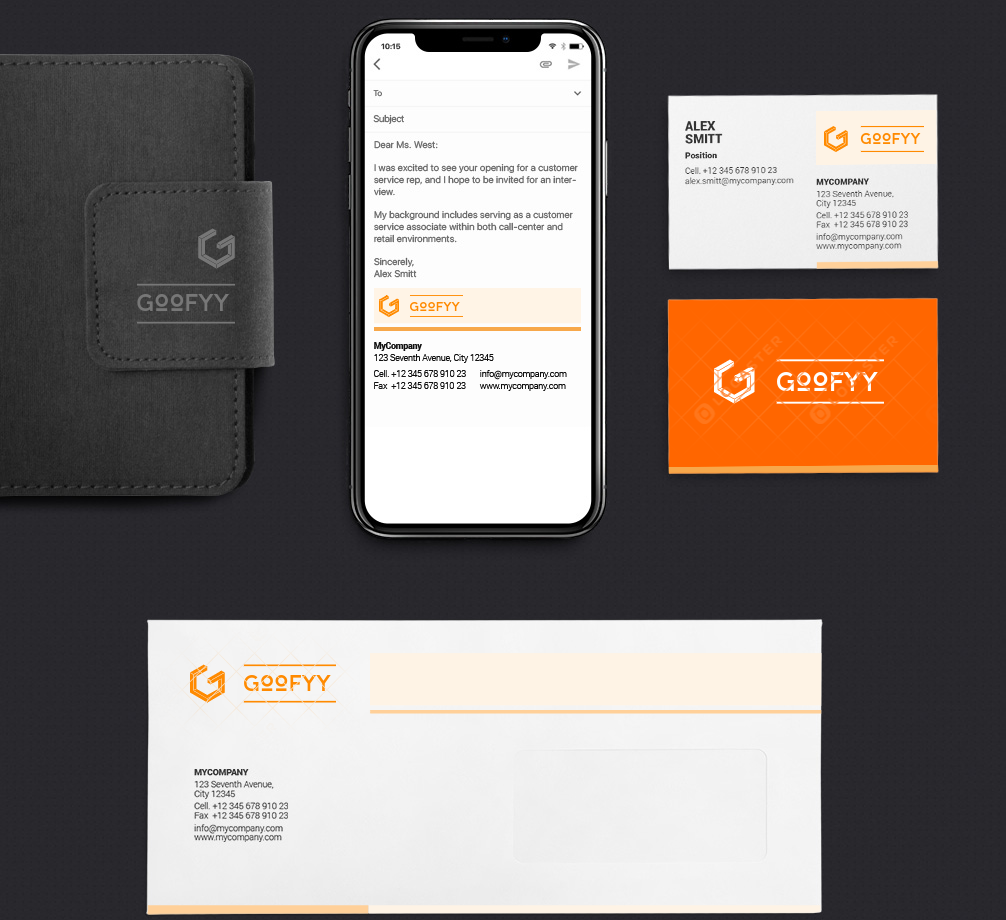 GOOFYY
10:15
To
Subject
Dear Ms. West:
I was excited to see your opening for a customer
service rep, and I hope to be invited for an inter-
view.
My background includes serving as a customer
service associate within both call-center and
retail environments.
Sincerely,
Alex Smitt
GOOFYY
MyCompany
123 Seventh Avenue, City 12345
Cell. +12 345 678 910 23 info@mycompany.com
Fax +12 345 678 910 23 www.mycompany.com
ALEX
SMITT
Position
Cell. +12 345 678 910 23
alex.smitt@mycompany.com
GOOFYY
MYCOMPANY
123 Seventh Avenue,
City 12345
Cell. +12 345 678 910 23
Fax +12 345 678 910 23
info@mycompany.com
www.mycompany.com
GOOFYY
GOOFYY
MYCOMPANY
123 Seventh Avenue,
City 12345
Cell. +12 345 678 910 23
Fax +12 345 678 910 23
info@mycompany.com
www.mycompany.com